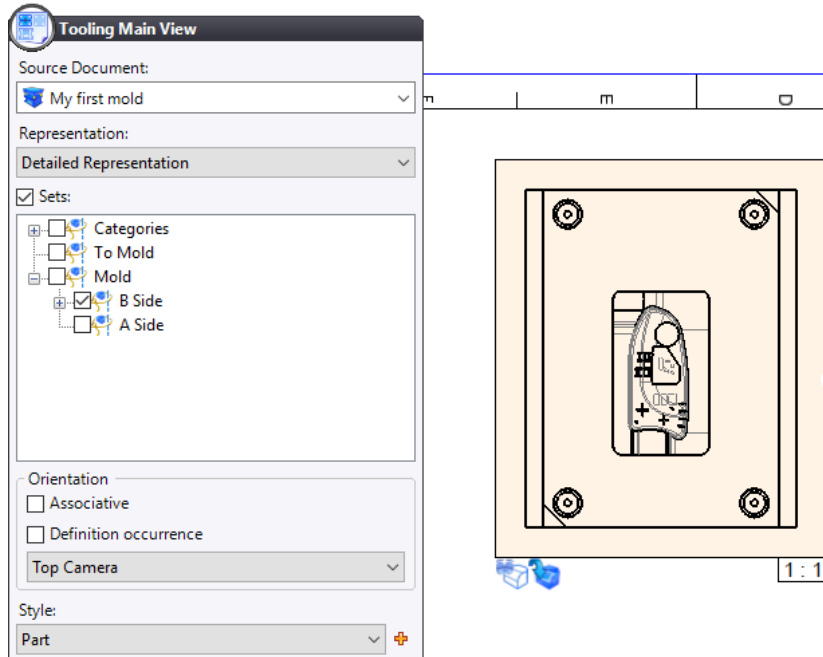 Tooling Main View
Source Document:
My first mold
Representation:
Detailed Representation
Sets:
Categories
To Mold
Mold
B Side
A Side
Orientation
Associative
Definition occurrence
Top Camera
Style:
Part
F
E
D
1 : 1